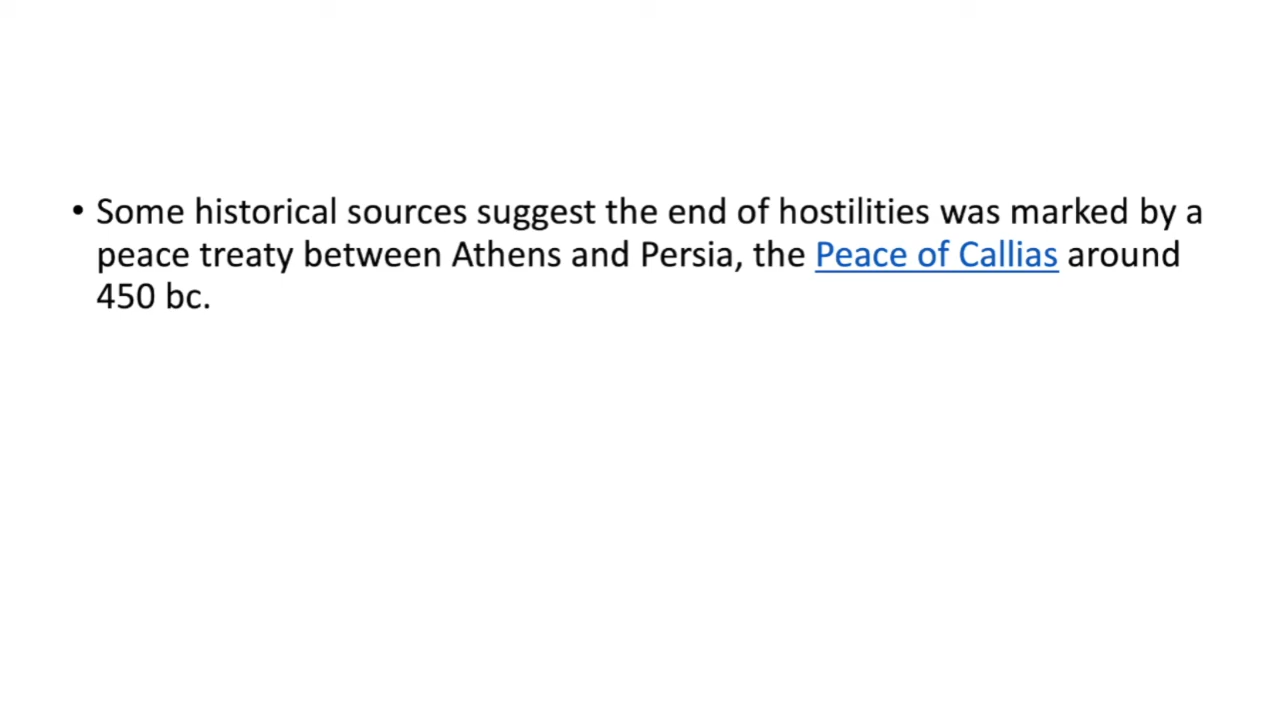 • Some historical sources suggest the end of hostilities was marked by a
peace treaty between Athens and Persia, the Peace of Callias around
450 bc.